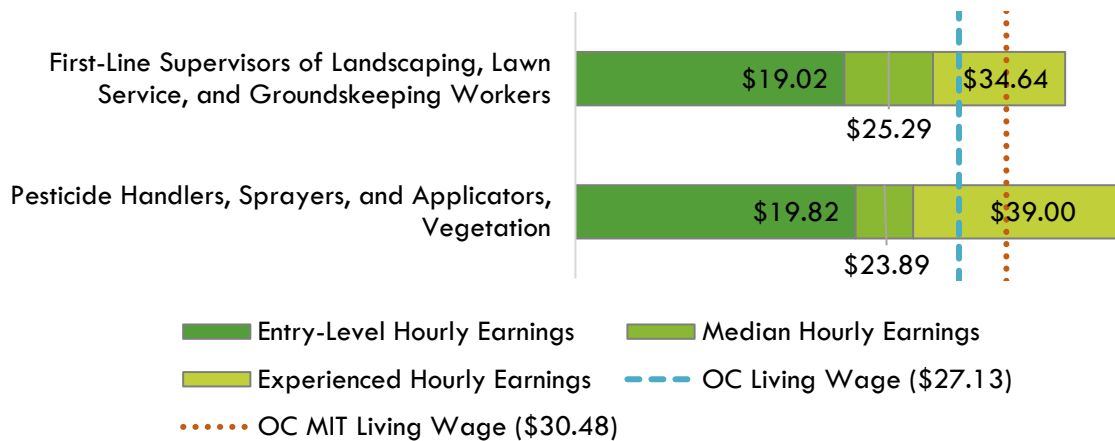 First-Line Supervisors of Landscaping, Lawn
Service, and Groundskeeping Workers
$19.02
$34.64
$25.29
Pesticide Handlers, Sprayers, and Applicators,
Vegetation
$19.82
$39.00
$23.89
Entry-Level Hourly Earnings
Median Hourly Earnings
Experienced Hourly Earnings
OC Living Wage ($27.13)
OC MIT Living Wage ($30.48)